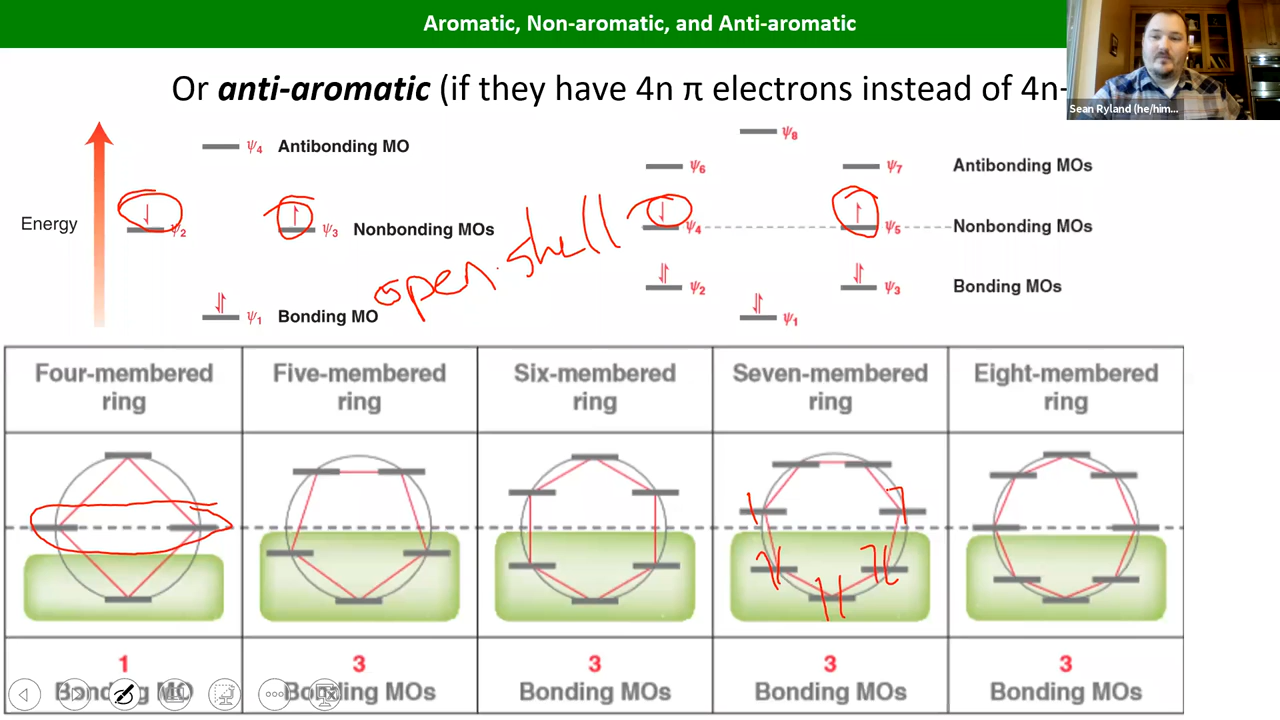 Aromatic, Non-aromatic, and Anti-aromatic
Or anti-aromatic (if they have 4n π electrons instead of 4n-
Sean Ryland (he/him...
Energy
ψ4 Antibonding MO
ψ2
ψ3 Nonbonding MOs
ψ1 Bonding MO
open-shell
ψ8
ψ6
ψ7 Antibonding MOs
ψ4
ψ5 Nonbonding MOs
ψ2
ψ3 Bonding MOs
ψ1
Four-membered
ring
Five-membered
ring
Six-membered
ring
Seven-membered
ring
Eight-membered
ring
1
Bonding MO
3
Bonding MOs
3
Bonding MOs
3
Bonding MOs
3
Bonding MOs